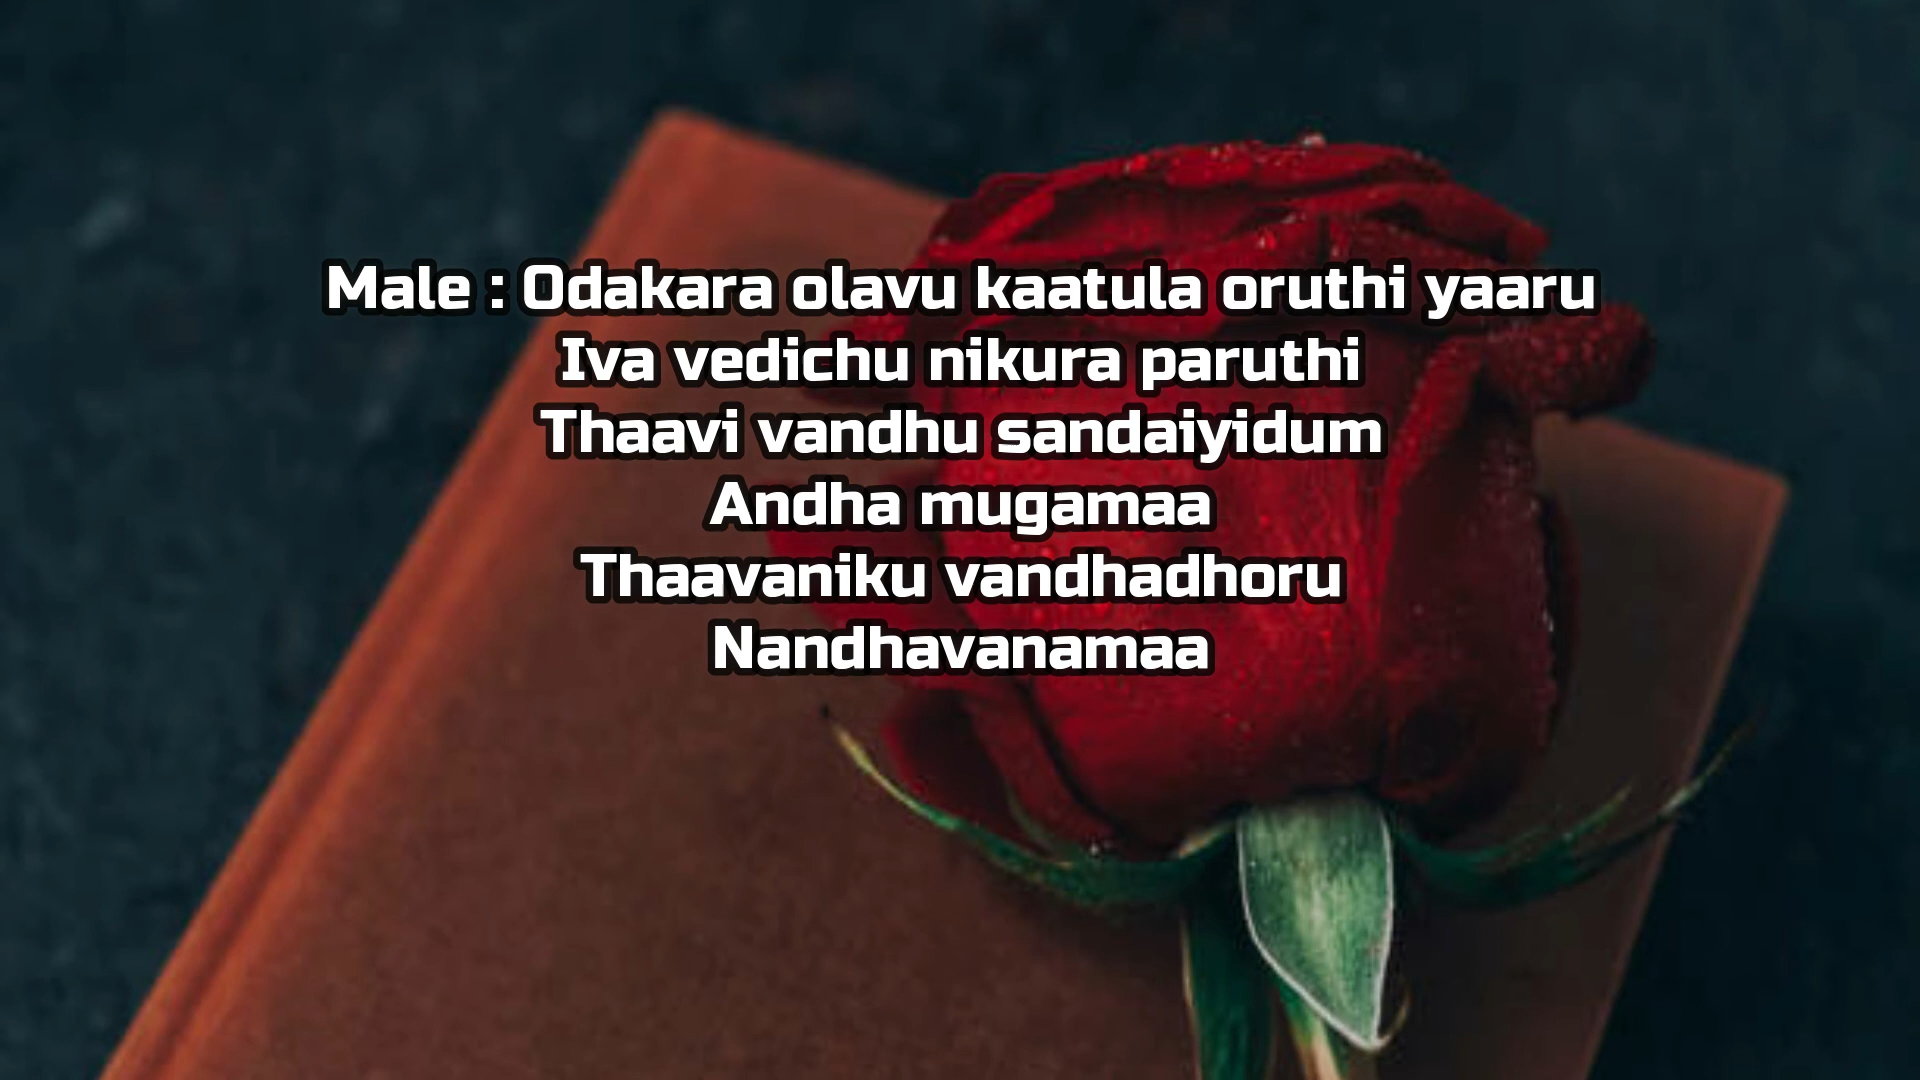 Male : Odakara olavu kaatula oruthi yaaru
Iva vedichu nikura paruthi
Thaavi vandhu sandaiyidum
Andha mugamaa
Thaavaniku vandhadhoru
Nandhavanamaa